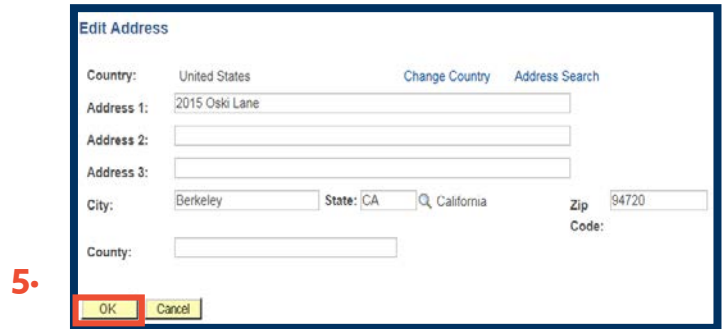 Edit Address
Country: United States Change Country Address Search
Address 1: 2015 Oski Lane
Address 2:
Address 3:
City: Berkeley State: CA California Zip Code: 94720
County:
5.
OK Cancel